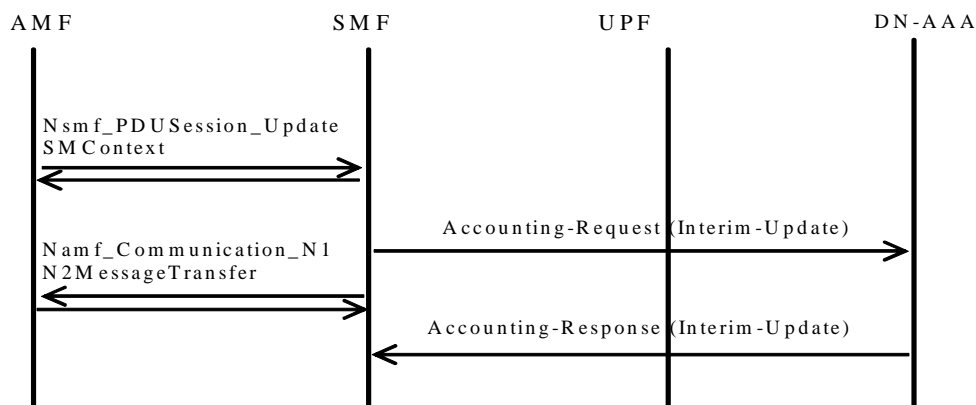 AMF SMF UPF DN-AAA
Nsmf_PDUSession_Update
SMContext
Accounting-Request (Interim-Update)
Namf_Communication_N1
N2MessageTransfer
Accounting-Response (Interim-Update)